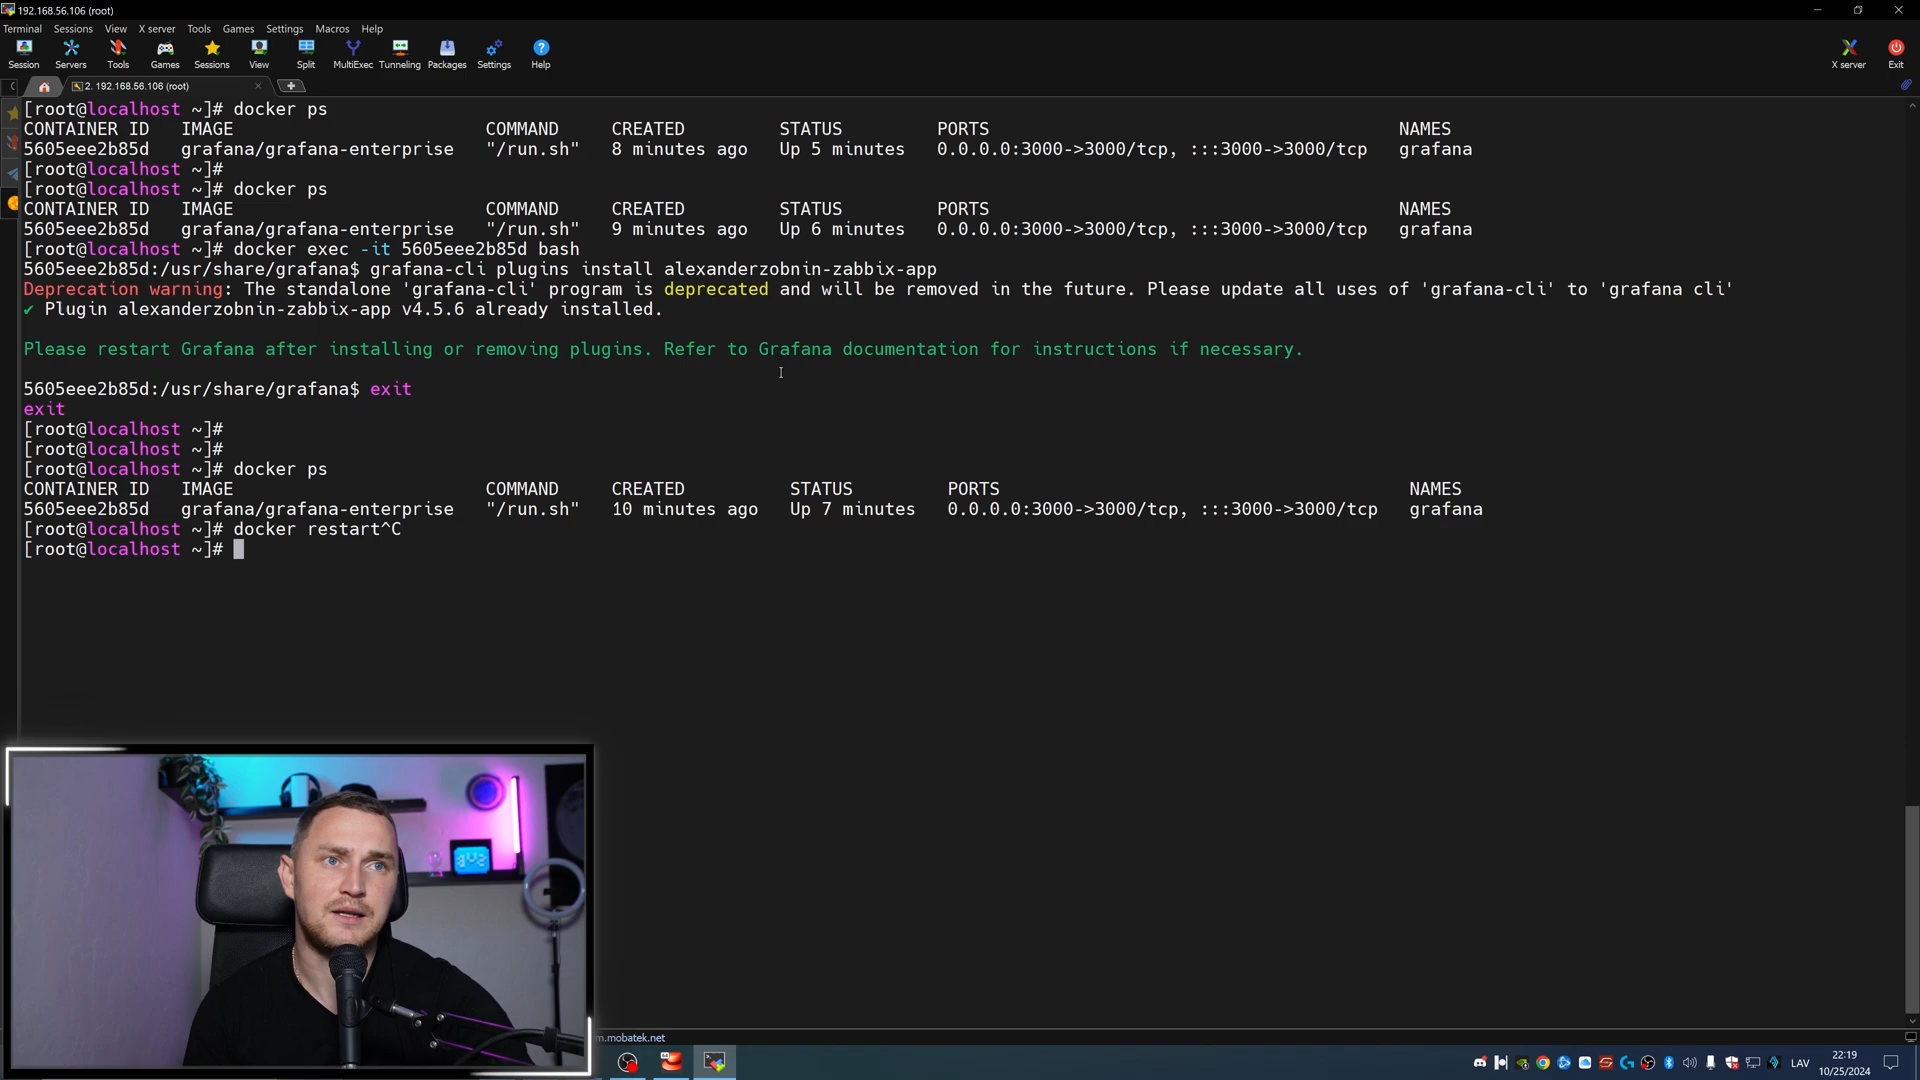 192.168.56.106 (root)
Terminal Sessions View X server Tools Games Settings Macros Help
Session Servers Tools Games Sessions View Split MultiExec Tunneling Packages Settings Help X server Exit
2. 192.168.56.106 (root)
[root@localhost ~]# docker ps
CONTAINER ID IMAGE COMMAND CREATED STATUS PORTS NAMES
5605eee2b85d grafana/grafana-enterprise "/run.sh" 8 minutes ago Up 5 minutes 0.0.0.0:3000->3000/tcp, :::3000->3000/tcp grafana
[root@localhost ~]#
[root@localhost ~]# docker ps
CONTAINER ID IMAGE COMMAND CREATED STATUS PORTS NAMES
5605eee2b85d grafana/grafana-enterprise "/run.sh" 9 minutes ago Up 6 minutes 0.0.0.0:3000->3000/tcp, :::3000->3000/tcp grafana
[root@localhost ~]# docker exec -it 5605eee2b85d bash
5605eee2b85d:/usr/share/grafana$ grafana-cli plugins install alexanderzobnin-zabbix-app
Deprecation warning: The standalone 'grafana-cli' program is deprecated and will be removed in the future. Please update all uses of 'grafana-cli' to 'grafana cli'
✔ Plugin alexanderzobnin-zabbix-app v4.5.6 already installed.
Please restart Grafana after installing or removing plugins. Refer to Grafana documentation for instructions if necessary.
5605eee2b85d:/usr/share/grafana$ exit
exit
[root@localhost ~]#
[root@localhost ~]#
[root@localhost ~]# docker ps
CONTAINER ID IMAGE COMMAND CREATED STATUS PORTS NAMES
5605eee2b85d grafana/grafana-enterprise "/run.sh" 10 minutes ago Up 7 minutes 0.0.0.0:3000->3000/tcp, :::3000->3000/tcp grafana
[root@localhost ~]# docker restart^C
[root@localhost ~]#
m.mobatek.net
LAV
22:19
10/25/2024